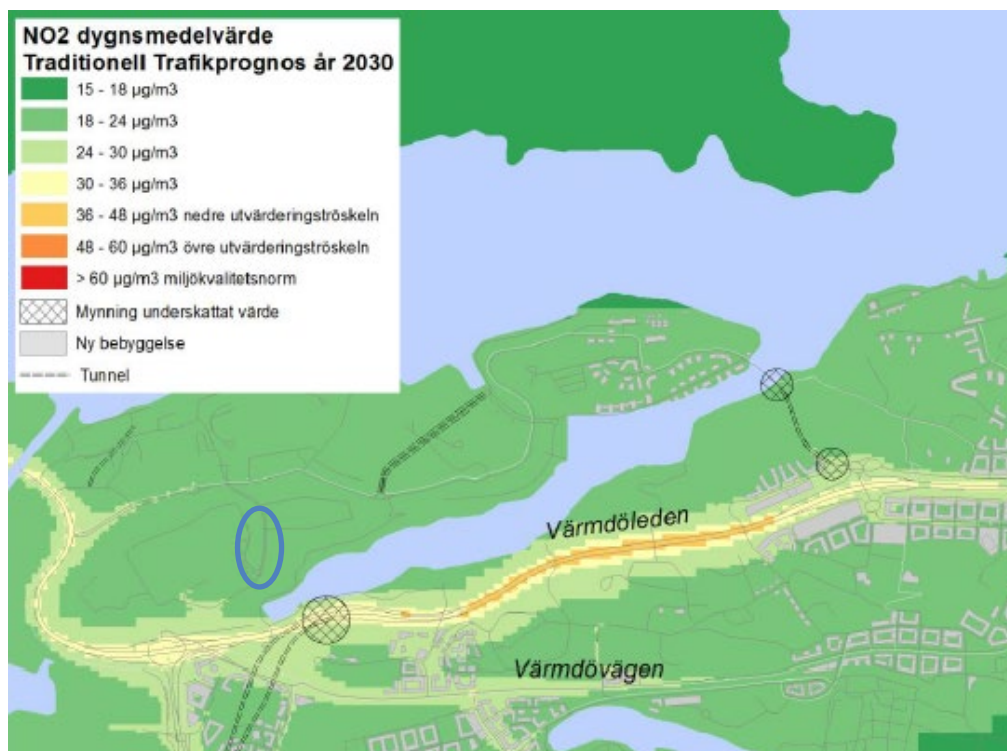 NO2 dygnsmedelvärde
Traditionell Trafikprognos år 2030
15 - 18 µg/m3
18 - 24 µg/m3
24 - 30 µg/m3
30 - 36 µg/m3
36 - 48 µg/m3 nedre utvärderingströskeln
48 - 60 µg/m3 övre utvärderingströskeln
> 60 µg/m3 miljökvalitetsnorm
Mynning underskattat värde
Ny bebyggelse
Tunnel
Värmdöleden
Värmdövägen